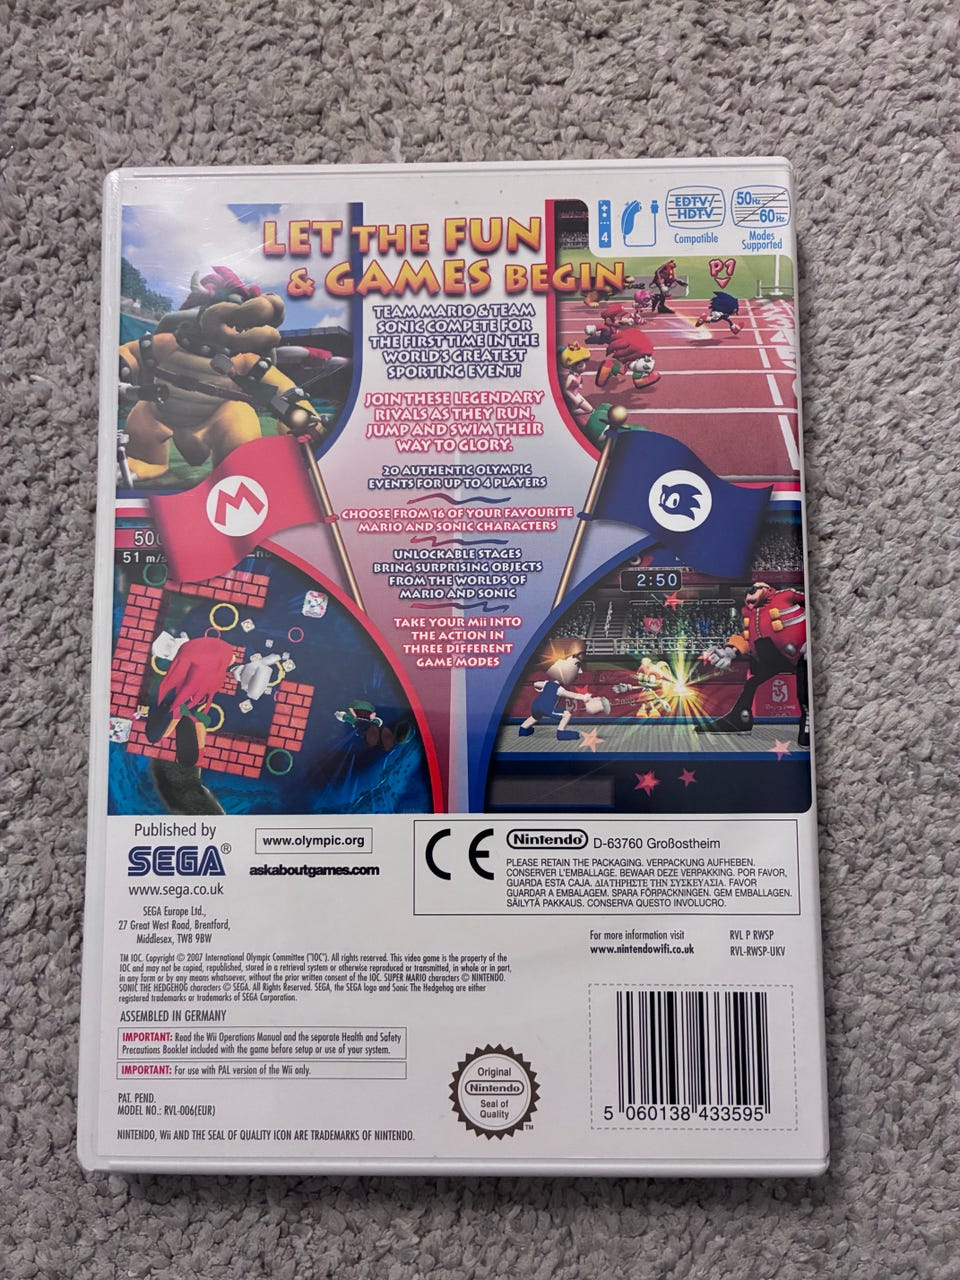 LET THE FUN
& GAMES BEGIN
4
EDTV/
HDTV
Compatible
50Hz
60Hz
Modes
Supported
P1
TEAM MARIO & TEAM
SONIC COMPETE FOR
THE FIRST TIME IN THE
WORLD'S GREATEST
SPORTING EVENT!
JOIN THESE LEGENDARY
RIVALS AS THEY RUN,
JUMP AND SWIM THEIR
WAY TO GLORY.
20 AUTHENTIC OLYMPIC
EVENTS FOR UP TO 4 PLAYERS
CHOOSE FROM 16 OF YOUR FAVOURITE
MARIO AND SONIC CHARACTERS
UNLOCKABLE STAGES
BRING SURPRISING OBJECTS
FROM THE WORLDS OF
MARIO AND SONIC
TAKE YOUR Mii INTO
THE ACTION IN
THREE DIFFERENT
GAME MODES
M
500
51 m/s
2:50
Published by
SEGA®
www.sega.co.uk
SEGA Europe Ltd.,
27 Great West Road, Brentford,
Middlesex, TW8 9BW
www.olympic.org
askaboutgames.com
CE
Nintendo® D-63760 Großostheim
PLEASE RETAIN THE PACKAGING. VERPACKUNG AUFHEBEN.
CONSERVER L'EMBALLAGE. BEWAAR DEZE VERPAKKING. POR FAVOR,
GUARDA ESTA CAJA. ΔΙΑΤΗΡΗΣΤΕ ΤΗΝ ΣΥΣΚΕΥΑΣΙΑ. FAVOR
GUARDAR A EMBALAGEM. SPARA FÖRPACKNINGEN. GEM EMBALLAGEN.
SÄILYTÄ PAKKAUS. CONSERVA QUESTO INVOLUCRO.
For more information visit
www.nintendowifi.co.uk
RVL P RWSP
RVL-RWSP-UKV
TM IOC. Copyright © 2007 International Olympic Committee ("IOC"). All rights reserved. This video game is the property of the
IOC and may not be copied, republished, stored in a retrieval system or otherwise reproduced or transmitted, in whole or in part,
in any form or by any means whatsoever, without the prior written consent of the IOC. SUPER MARIO characters © NINTENDO.
SONIC THE HEDGEHOG characters © SEGA. All Rights Reserved. SEGA, the SEGA logo and Sonic The Hedgehog are either
registered trademarks or trademarks of SEGA Corporation.
ASSEMBLED IN GERMANY
IMPORTANT: Read the Wii Operations Manual and the separate Health and Safety
Precautions Booklet included with the game before setup or use of your system.
IMPORTANT: For use with PAL version of the Wii only.
PAT. PEND.
MODEL NO.: RVL-006(EUR)
NINTENDO, Wii AND THE SEAL OF QUALITY ICON ARE TRADEMARKS OF NINTENDO.
Original
Nintendo
Seal of
Quality
TM
5 060138 433595